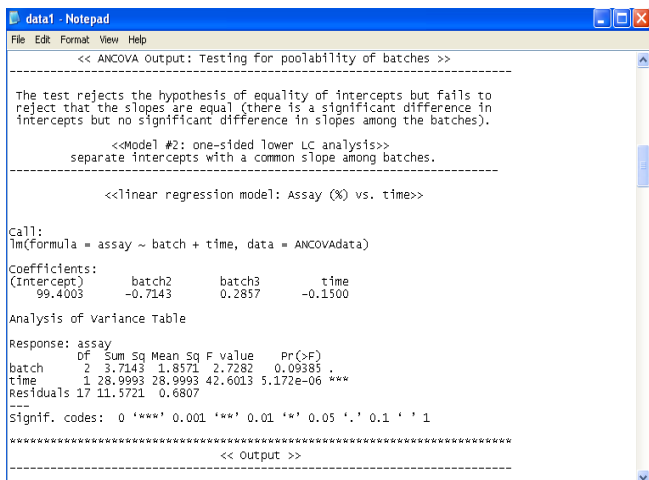 data1 - Notepad
File Edit Format View Help
<< ANCOVA Output: Testing for poolability of batches >>
--------------------------------------------------------------------------
The test rejects the hypothesis of equality of intercepts but fails to
reject that the slopes are equal (there is a significant difference in
intercepts but no significant difference in slopes among the batches).
<<Model #2: one-sided lower LC analysis>>
separate intercepts with a common slope among batches.
------------------------------------------------------------------------
<<linear regression model: Assay (%) vs. time>>
Call:
lm(formula = assay ~ batch + time, data = ANCOVAdata)
Coefficients:
(Intercept) batch2 batch3 time
99.4003 -0.7143 0.2857 -0.1500
Analysis of Variance Table
Response: assay
Df Sum Sq Mean Sq F value Pr(>F)
batch 2 3.7143 1.8571 2.7282 0.09385 .
time 1 28.9993 28.9993 42.6013 5.172e-06 ***
Residuals 17 11.5721 0.6807
---
Signif. codes: 0 ‘***’ 0.001 ‘**’ 0.01 ‘*’ 0.05 ‘.’ 0.1 ‘ ’ 1
**************************************************************************
<< Output >>
--------------------------------------------------------------------------